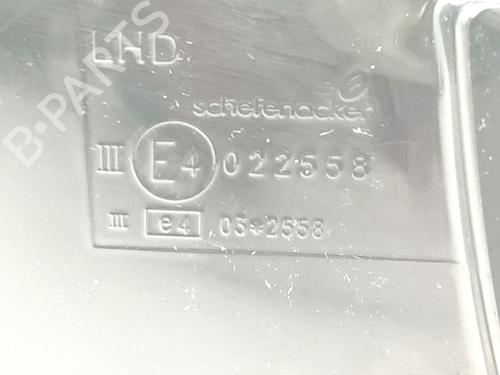 LHD
schefenacker
III E4 022558
III e4 03*2558
B-PARTS